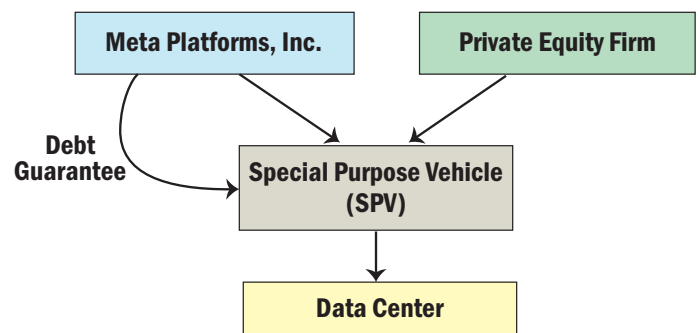 Meta Platforms, Inc.
Private Equity Firm
Debt
Guarantee
Special Purpose Vehicle
(SPV)
Data Center